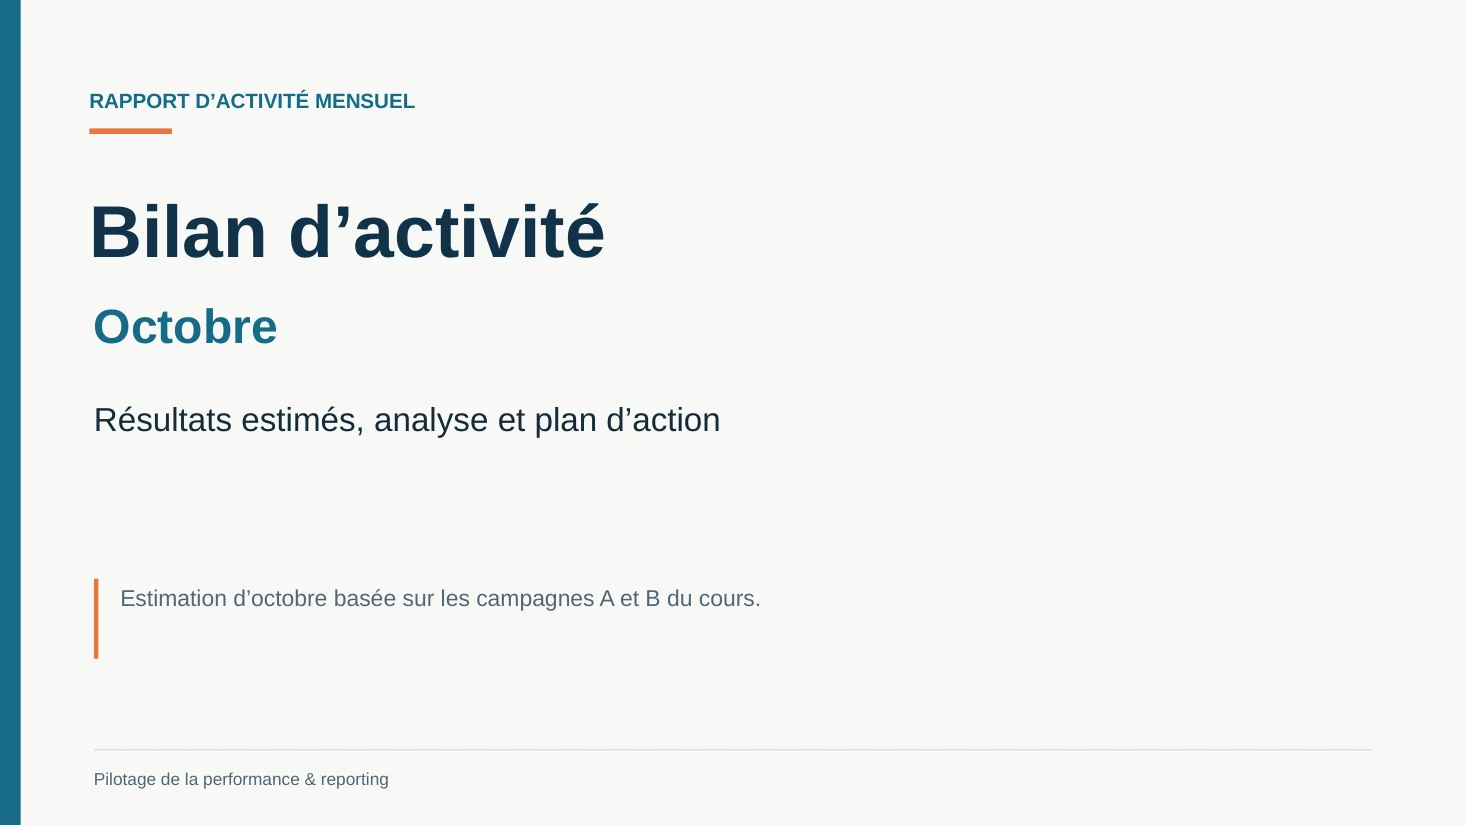 RAPPORT D’ACTIVITÉ MENSUEL
Bilan d’activité
Octobre
Résultats estimés, analyse et plan d’action
Estimation d’octobre basée sur les campagnes A et B du cours.
Pilotage de la performance & reporting